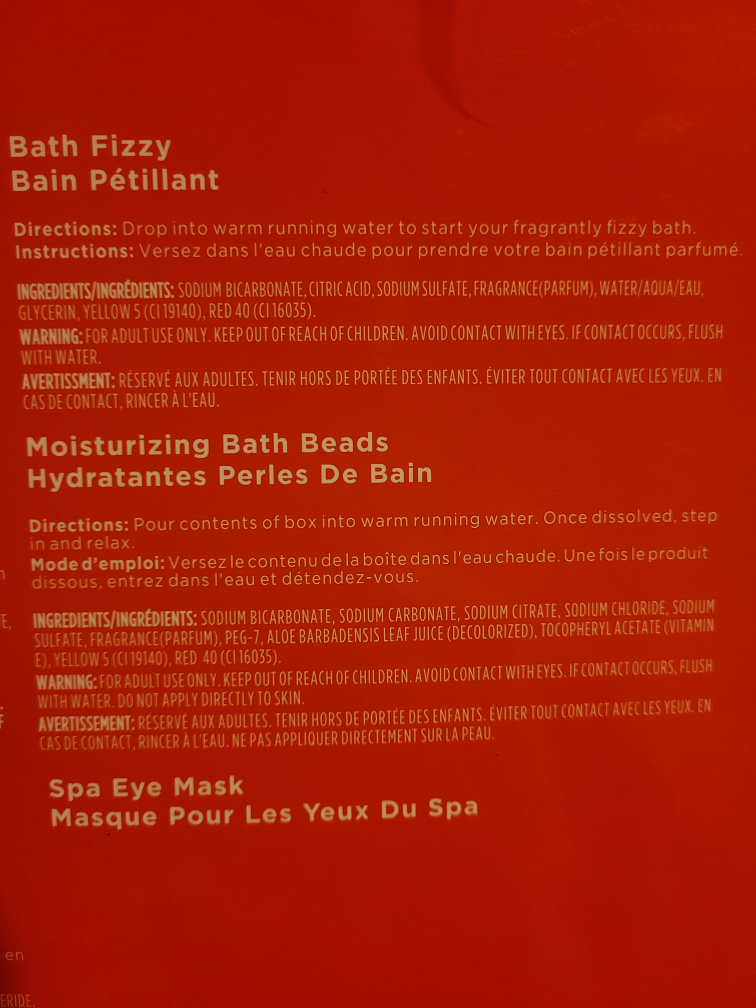 Bath Fizzy
Bain Pétillant
Directions: Drop into warm running water to start your fragrantly fizzy bath.
Instructions: Versez dans l'eau chaude pour prendre votre bain pétillant parfumé.
INGREDIENTS/INGRÉDIENTS: SODIUM BICARBONATE, CITRIC ACID, SODIUM SULFATE, FRAGRANCE(PARFUM), WATER/AQUA/EAU,
GLYCERIN, YELLOW 5 (CI 19140), RED 40 (CI 16035).
WARNING: FOR ADULT USE ONLY. KEEP OUT OF REACH OF CHILDREN. AVOID CONTACT WITH EYES. IF CONTACT OCCURS, FLUSH
WITH WATER.
AVERTISSMENT: RÉSERVÉ AUX ADULTES. TENIR HORS DE PORTÉE DES ENFANTS. ÉVITER TOUT CONTACT AVEC LES YEUX. EN
CAS DE CONTACT, RINCER À L'EAU.
Moisturizing Bath Beads
Hydratantes Perles De Bain
Directions: Pour contents of box into warm running water. Once dissolved, step
in and relax.
Mode d'emploi: Versez le contenu de la boîte dans l'eau chaude. Une fois le produit
dissous, entrez dans l'eau et détendez-vous.
INGREDIENTS/INGRÉDIENTS: SODIUM BICARBONATE, SODIUM CARBONATE, SODIUM CITRATE, SODIUM CHLORIDE, SODIUM
SULFATE, FRAGRANCE(PARFUM), PEG-7, ALOE BARBADENSIS LEAF JUICE (DECOLORIZED), TOCOPHERYL ACETATE (VITAMIN
E), YELLOW 5 (CI 19140), RED 40 (CI 16035).
WARNING: FOR ADULT USE ONLY. KEEP OUT OF REACH OF CHILDREN. AVOID CONTACT WITH EYES. IF CONTACT OCCURS, FLUSH
WITH WATER. DO NOT APPLY DIRECTLY TO SKIN.
AVERTISSEMENT: RÉSERVÉ AUX ADULTES. TENIR HORS DE PORTÉE DES ENFANTS. ÉVITER TOUT CONTACT AVEC LES YEUX. EN
CAS DE CONTACT, RINCER À L'EAU. NE PAS APPLIQUER DIRECTEMENT SUR LA PEAU.
Spa Eye Mask
Masque Pour Les Yeux Du Spa
en
ERIDE,